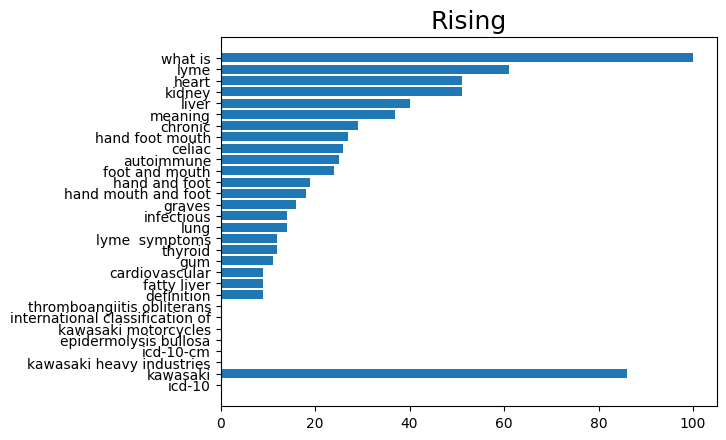 Rising
what is
lyme
heart
kidney
liver
meaning
chronic
hand foot mouth
celiac
autoimmune
foot and mouth
hand and foot
hand mouth and foot
graves
infectious
lung
lyme  symptoms
thyroid
gum
cardiovascular
fatty liver
definition
thromboangiitis obliterans
international classification of
kawasaki motorcycles
epidermolysis bullosa
icd-10-cm
kawasaki heavy industries
kawasaki
icd-10
0 20 40 60 80 100